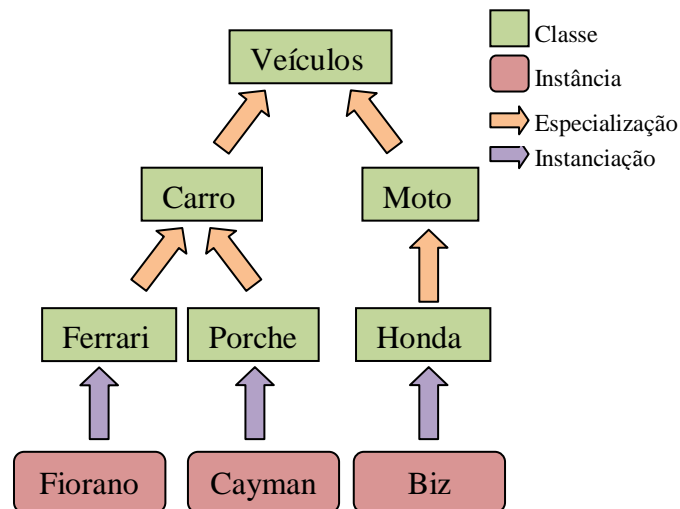 Veículos
Classe
Instância
Especialização
Instanciação
Carro
Moto
Ferrari
Porche
Honda
Fiorano
Cayman
Biz